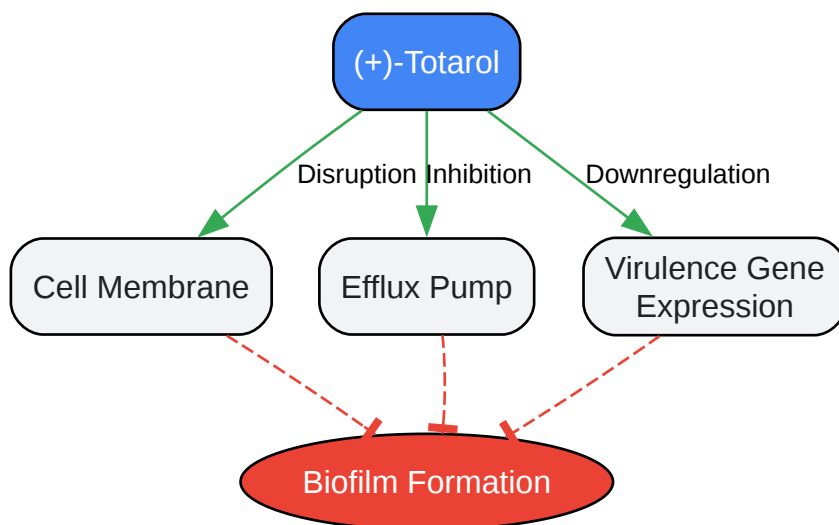 (+)-Totarol
Disruption
Inhibition
Downregulation
Cell Membrane
Efflux Pump
Virulence Gene
Expression
Biofilm Formation